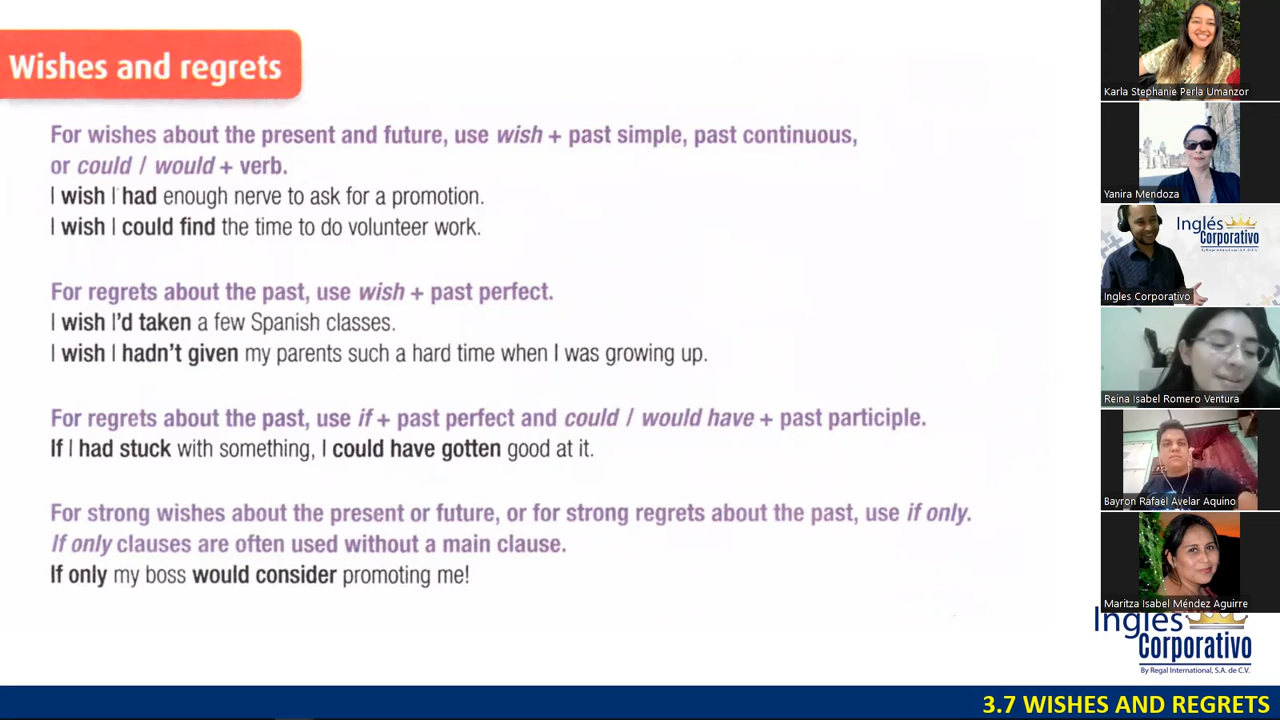 Wishes and regrets
For wishes about the present and future, use wish + past simple, past continuous,
or could / would + verb.
I wish I had enough nerve to ask for a promotion.
I wish I could find the time to do volunteer work.
For regrets about the past, use wish + past perfect.
I wish I'd taken a few Spanish classes.
I wish I hadn't given my parents such a hard time when I was growing up.
For regrets about the past, use if + past perfect and could / would have + past participle.
If I had stuck with something, I could have gotten good at it.
For strong wishes about the present or future, or for strong regrets about the past, use if only.
If only clauses are often used without a main clause.
If only my boss would consider promoting me!
Karla Stephanie Perla Umanzor
Yanira Mendoza
Inglés
Corporativo
By Regal International, S.A. de C.V.
Ingles Corporativo
Reina Isabel Romero Ventura
Bayron Rafael Avelar Aquino
Maritza Isabel Méndez Aguirre
Inglés
Corporativo
By Regal International, S.A. de C.V.
3.7 WISHES AND REGRETS